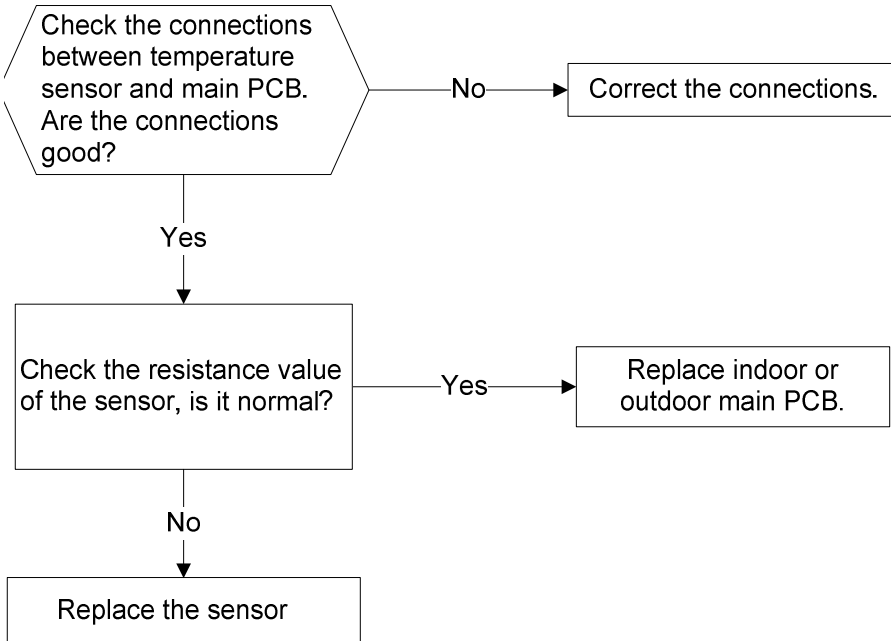 Check the connections
between temperature
sensor and main PCB.
Are the connections
good?
No
Correct the connections.
Yes
Check the resistance value
of the sensor, is it normal?
Yes
Replace indoor or
outdoor main PCB.
No
Replace the sensor